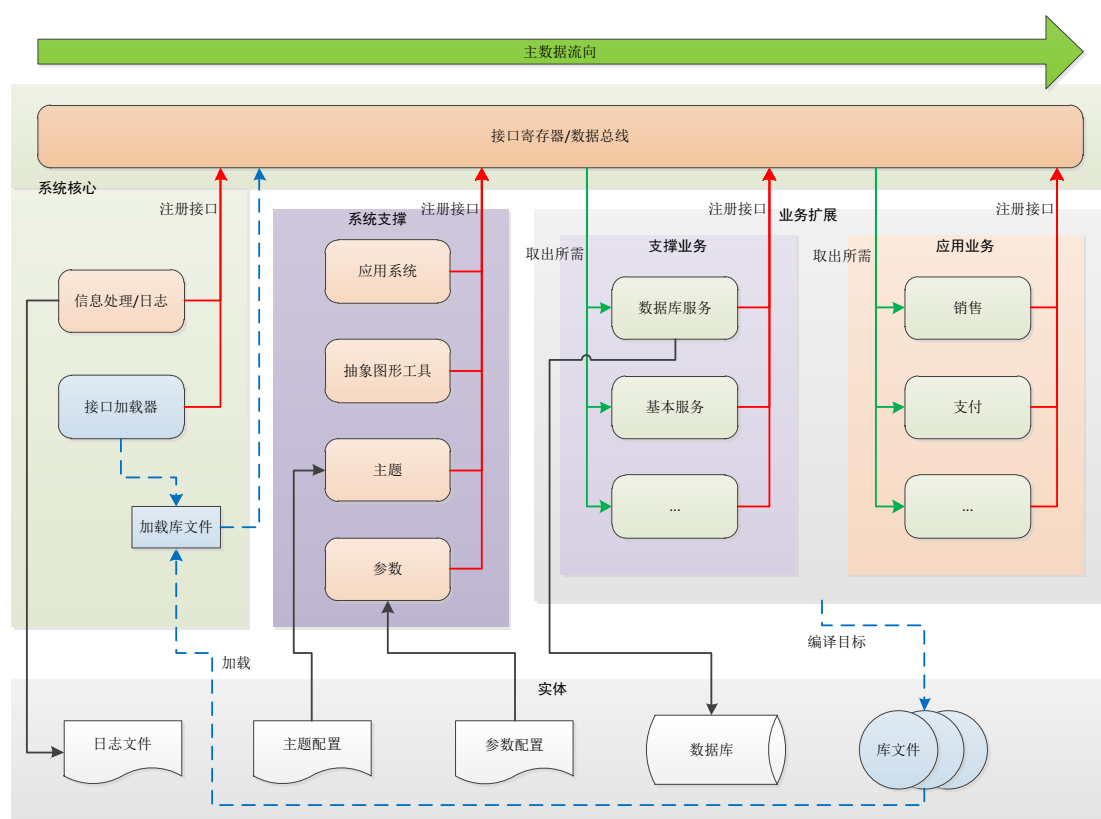 主数据流向
接口寄存器/数据总线
系统核心
注册接口
系统支撑
注册接口
注册接口
业务扩展
注册接口
取出所需
支撑业务
取出所需
应用业务
信息处理/日志
应用系统
数据库服务
销售
接口加载器
抽象图形工具
基本服务
支付
主题
...
...
加载库文件
参数
加载
编译目标
实体
日志文件
主题配置
参数配置
数据库
库文件